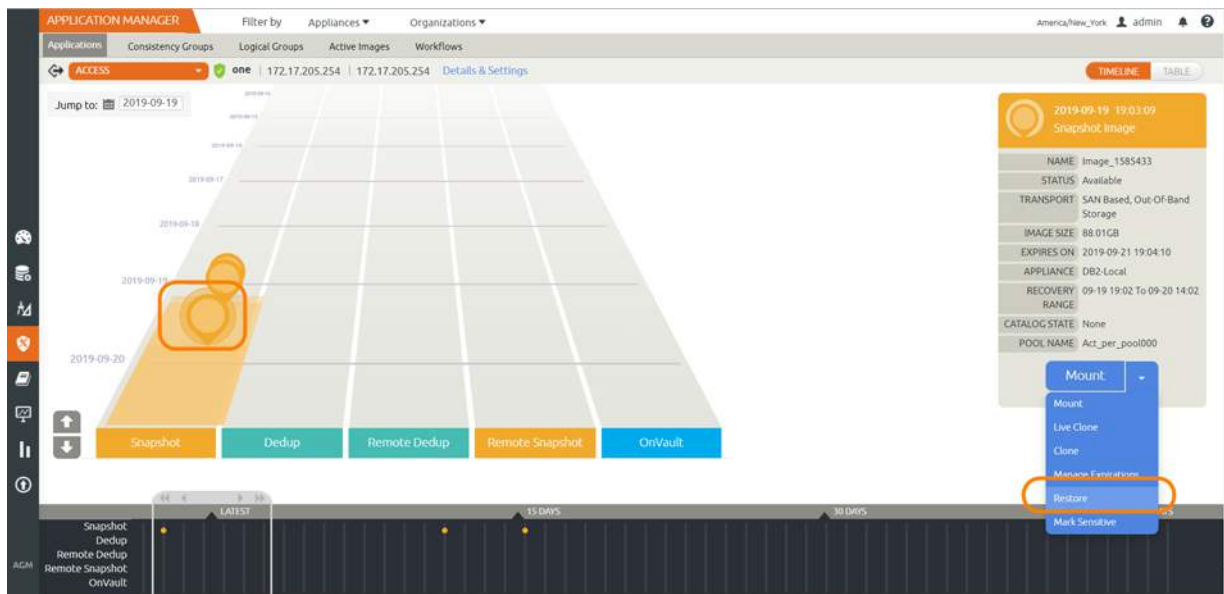 APPLICATION MANAGER Filter by Appliances Organizations America/New_York admin
Applications Consistency Groups Logical Groups Active Images Workflows
ACCESS one 172.17.205.254 172.17.205.254 Details & Settings TIMELINE TABLE
Jump to: 2019-09-19
2019-09-17
2019-09-18
2019-09-19
2019-09-20
Snapshot Dedup Remote Dedup Remote Snapshot OnVault
2019-09-19 19:03:09
Snapshot Image
NAME Image_1585433
STATUS Available
TRANSPORT SAN Based, Out-Of-Band
Storage
IMAGE SIZE 88.01GB
EXPIRES ON 2019-09-21 19:04:10
APPLIANCE DB2-Local
RECOVERY 09-19 19:02 To 09-20 14:02
RANGE
CATALOG STATE None
POOL NAME Act_per_pool000
Mount
Mount
Live Clone
Clone
Manage Expirations
Restore
Mark Sensitive
LATEST 15 DAYS 30 DAYS
Snapshot
Dedup
Remote Dedup
Remote Snapshot
OnVault
AGM